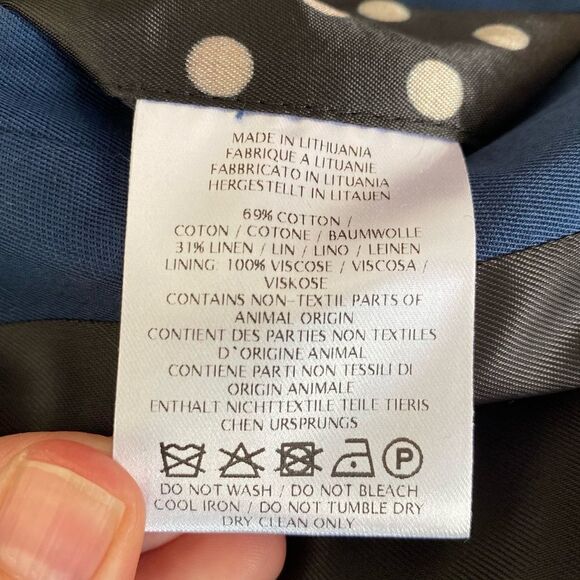 MADE IN LITHUANIA
FABRIQUE A LITUANIE
FABBRICATO IN LITUANIA
HERGESTELLT IN LITAUEN
69% COTTON /
COTON / COTONE / BAUMWOLLE
31% LINEN / LIN / LINO / LEINEN
LINING: 100% VISCOSE / VISCOSA /
VISKOSE
CONTAINS NON-TEXTIL PARTS OF
ANIMAL ORIGIN
CONTIENT DES PARTIES NON TEXTILES
D`ORIGINE ANIMAL
CONTIENE PARTI NON TESSILI DI
ORIGIN ANIMALE
ENTHALT NICHTTEXTILE TEILE TIERIS
CHEN URSPRUNGS
P
DO NOT WASH / DO NOT BLEACH
COOL IRON / DO NOT TUMBLE DRY
DRY CLEAN ONLY